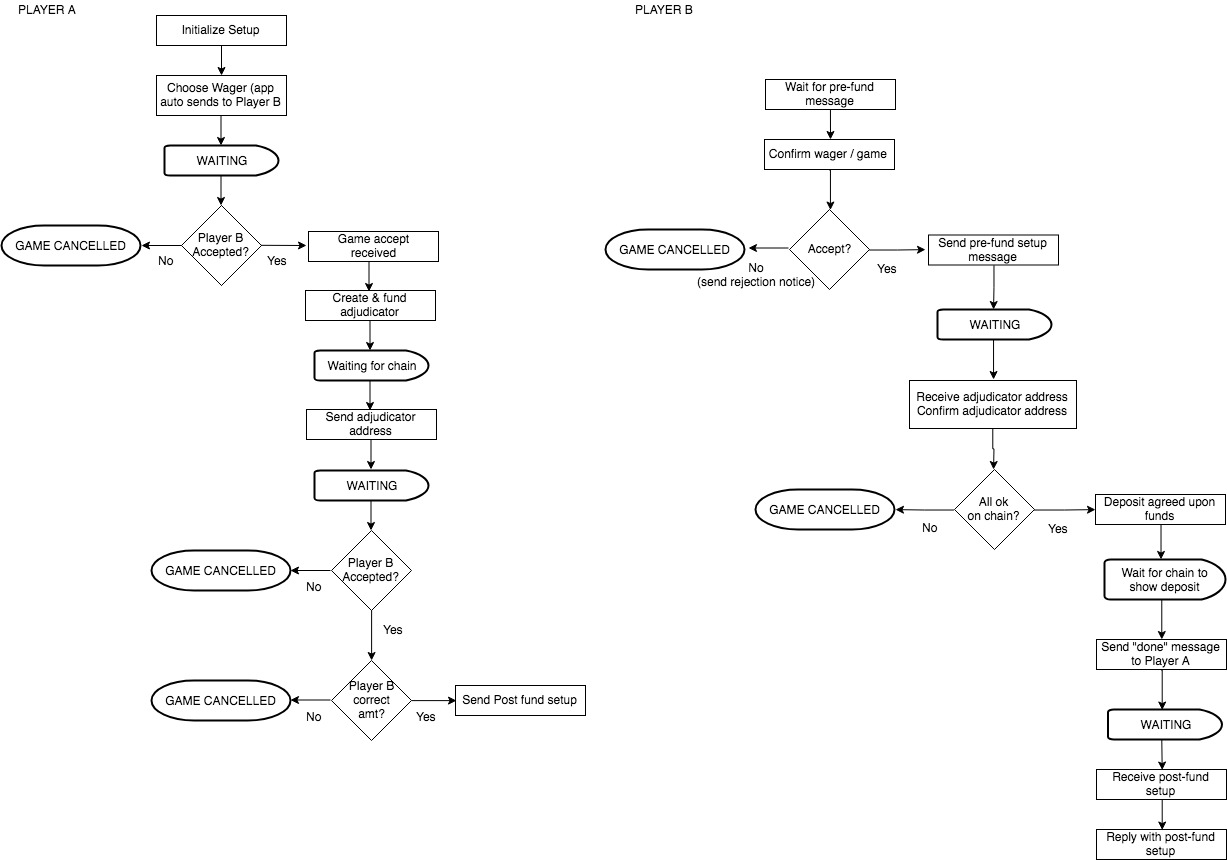 PLAYER A
Initialize Setup
Choose Wager (app
auto sends to Player B
WAITING
Player B
Accepted?
GAME CANCELLED
No
Yes
Game accept
received
Create & fund
adjudicator
Waiting for chain
Send adjudicator
address
WAITING
Player B
Accepted?
GAME CANCELLED
No
Yes
Player B
correct
amt?
GAME CANCELLED
No
Yes
Send Post fund setup
PLAYER B
Wait for pre-fund
message
Confirm wager / game
Accept?
GAME CANCELLED
No
(send rejection notice)
Yes
Send pre-fund setup
message
WAITING
Receive adjudicator address
Confirm adjudicator address
All ok
on chain?
GAME CANCELLED
No
Yes
Deposit agreed upon
funds
Wait for chain to
show deposit
Send "done" message
to Player A
WAITING
Receive post-fund
setup
Reply with post-fund
setup